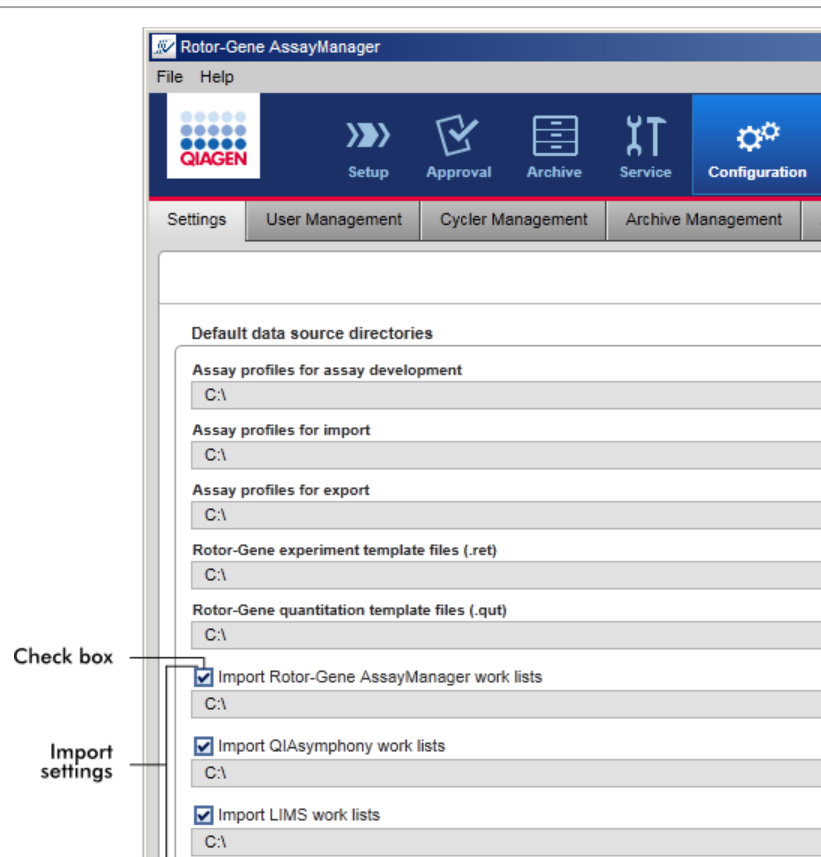 Rotor-Gene AssayManager
File Help
QIAGEN
Setup Approval Archive Service Configuration
Settings User Management Cycler Management Archive Management
Default data source directories
Assay profiles for assay development
C:\
Assay profiles for import
C:\
Assay profiles for export
C:\
Rotor-Gene experiment template files (.ret)
C:\
Rotor-Gene quantitation template files (.qut)
C:\
Check box
Import Rotor-Gene AssayManager work lists
C:\
Import settings
Import QIAsymphony work lists
C:\
Import LIMS work lists
C:\